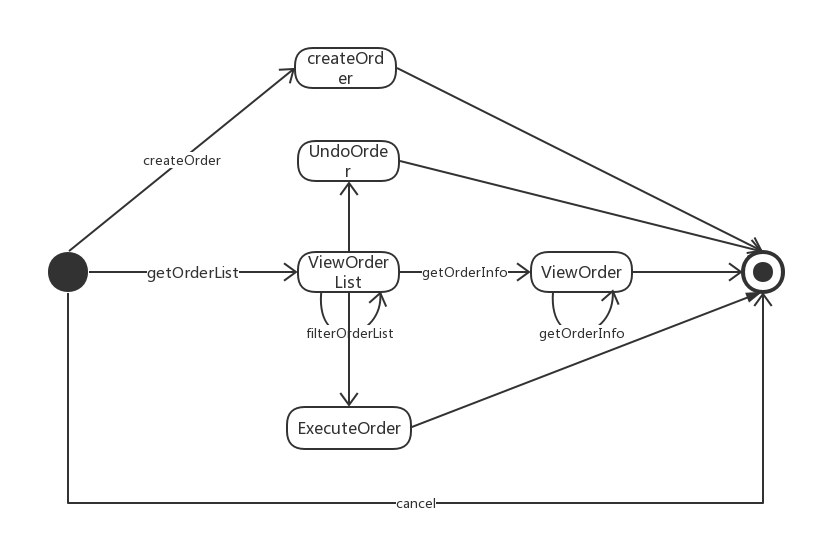 createOrd
er
createOrder
UndoOrde
r
getOrderList
ViewOrder
List
getOrderInfo
ViewOrder
filterOrderList
getOrderInfo
ExecuteOrder
cancel